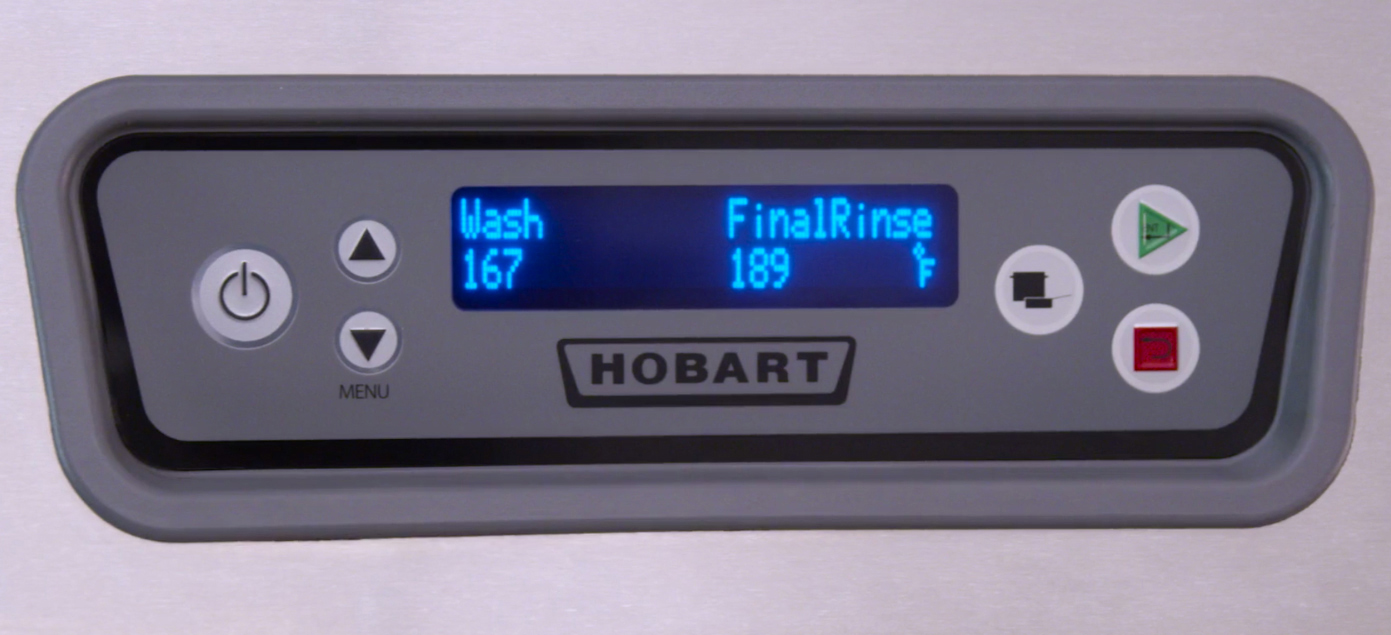 Wash FinalRinse
167 189 °F
MENU
HOBART